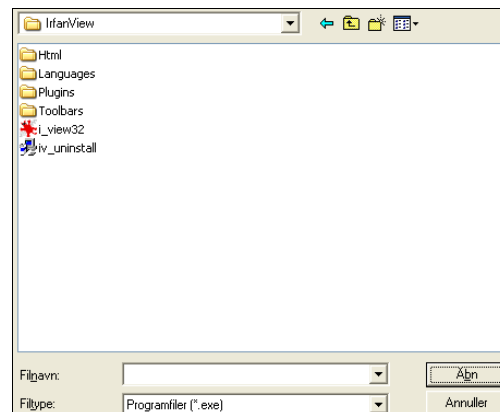 IrfanView
Html
Languages
Plugins
Toolbars
i_view32
iv_uninstall
Filnavn:
Åbn
Filtype:
Programfiler (*.exe)
Annuller